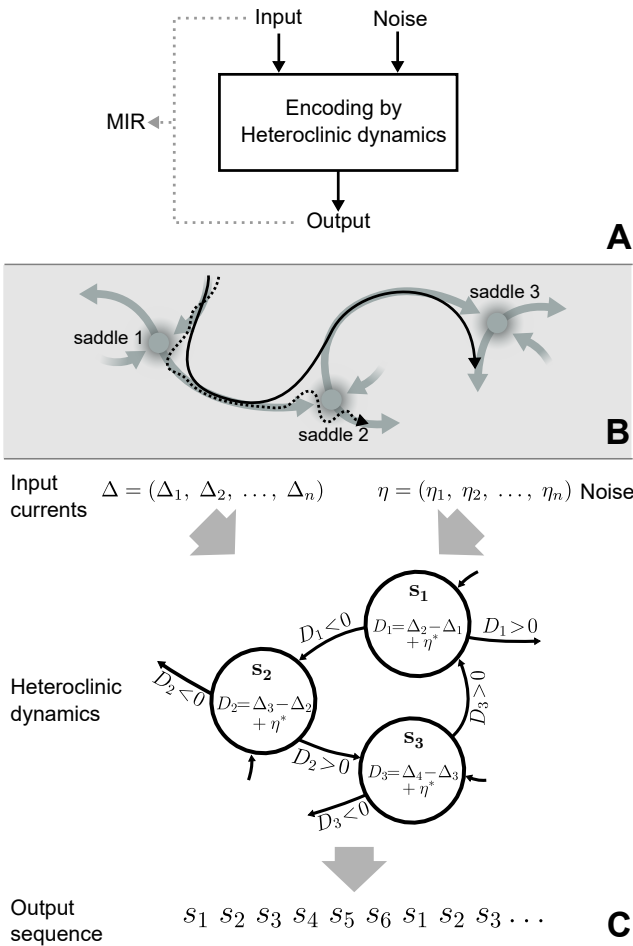 Input
Noise
Encoding by
Heteroclinic dynamics
MIR
Output
A
saddle 1
saddle 2
saddle 3
B
Input
currents
Δ = (Δ₁, Δ₂, …, Δₙ)
η = (η₁, η₂, …, ηₙ) Noise
s₁
D₁=Δ₂−Δ₁
+ η*
D₁<0
D₁>0
s₂
D₂=Δ₃−Δ₂
+ η*
D₂<0
D₂>0
Heteroclinic
dynamics
s₃
D₃=Δ₄−Δ₃
+ η*
D₃>0
D₃<0
Output
sequence
s₁ s₂ s₃ s₄ s₅ s₆ s₁ s₂ s₃ …
C